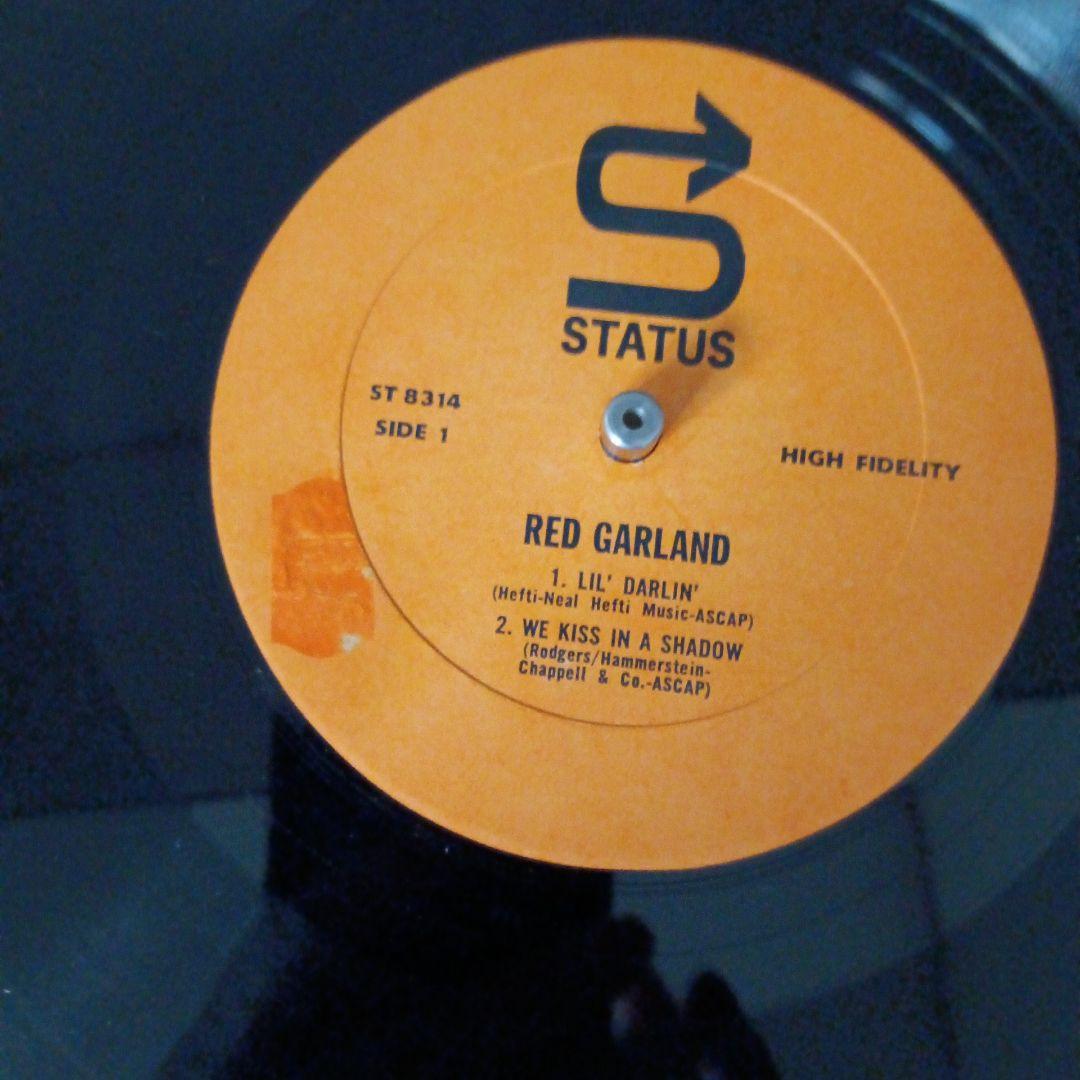 STATUS
ST 8314
SIDE 1
HIGH FIDELITY
RED GARLAND
1. LIL' DARLIN'
(Hefti-Neal Hefti Music-ASCAP)
2. WE KISS IN A SHADOW
(Rodgers/Hammerstein-
Chappell & Co.-ASCAP)